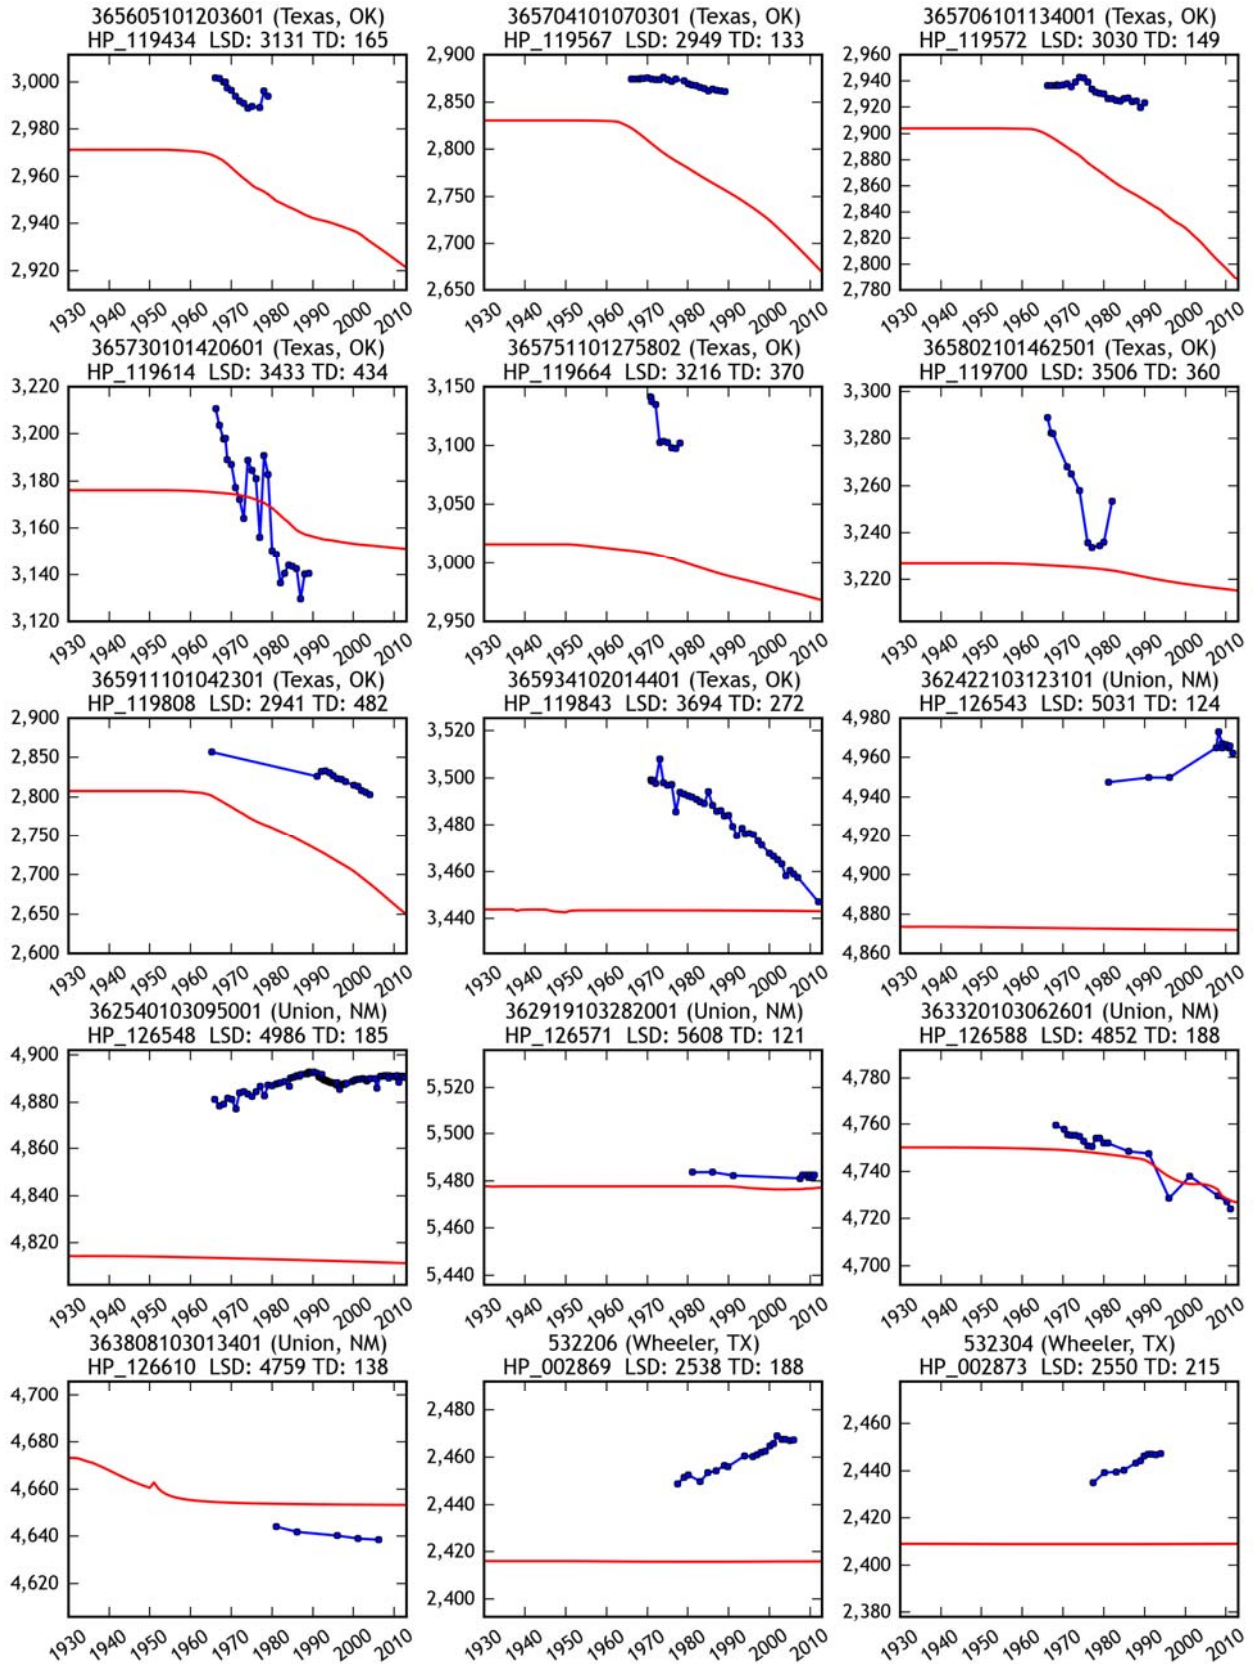 365605101203601 (Texas, OK)
HP_119434 LSD: 3131 TD: 165
3,000
2,980
2,960
2,940
2,920
1930 1940 1950 1960 1970 1980 1990 2000 2010
365704101070301 (Texas, OK)
HP_119567 LSD: 2949 TD: 133
2,900
2,850
2,800
2,750
2,700
2,650
1930 1940 1950 1960 1970 1980 1990 2000 2010
365706101134001 (Texas, OK)
HP_119572 LSD: 3030 TD: 149
2,960
2,940
2,920
2,900
2,880
2,860
2,840
2,820
2,800
2,780
1930 1940 1950 1960 1970 1980 1990 2000 2010
365730101420601 (Texas, OK)
HP_119614 LSD: 3433 TD: 434
3,220
3,200
3,180
3,160
3,140
3,120
1930 1940 1950 1960 1970 1980 1990 2000 2010
365751101275802 (Texas, OK)
HP_119664 LSD: 3216 TD: 370
3,150
3,100
3,050
3,000
2,950
1930 1940 1950 1960 1970 1980 1990 2000 2010
365802101462501 (Texas, OK)
HP_119700 LSD: 3506 TD: 360
3,300
3,280
3,260
3,240
3,220
1930 1940 1950 1960 1970 1980 1990 2000 2010
365911101042301 (Texas, OK)
HP_119808 LSD: 2941 TD: 482
2,900
2,850
2,800
2,750
2,700
2,650
2,600
1930 1940 1950 1960 1970 1980 1990 2000 2010
365934102014401 (Texas, OK)
HP_119843 LSD: 3694 TD: 272
3,520
3,500
3,480
3,460
3,440
1930 1940 1950 1960 1970 1980 1990 2000 2010
362422103123101 (Union, NM)
HP_126543 LSD: 5031 TD: 124
4,980
4,960
4,940
4,920
4,900
4,880
4,860
1930 1940 1950 1960 1970 1980 1990 2000 2010
362540103095001 (Union, NM)
HP_126548 LSD: 4986 TD: 185
4,900
4,880
4,860
4,840
4,820
1930 1940 1950 1960 1970 1980 1990 2000 2010
362919103282001 (Union, NM)
HP_126571 LSD: 5608 TD: 121
5,520
5,500
5,480
5,460
5,440
1930 1940 1950 1960 1970 1980 1990 2000 2010
363320103062601 (Union, NM)
HP_126588 LSD: 4852 TD: 188
4,780
4,760
4,740
4,720
4,700
1930 1940 1950 1960 1970 1980 1990 2000 2010
363808103013401 (Union, NM)
HP_126610 LSD: 4759 TD: 138
4,700
4,680
4,660
4,640
4,620
1930 1940 1950 1960 1970 1980 1990 2000 2010
532206 (Wheeler, TX)
HP_002869 LSD: 2538 TD: 188
2,480
2,460
2,440
2,420
2,400
1930 1940 1950 1960 1970 1980 1990 2000 2010
532304 (Wheeler, TX)
HP_002873 LSD: 2550 TD: 215
2,460
2,440
2,420
2,400
2,380
1930 1940 1950 1960 1970 1980 1990 2000 2010